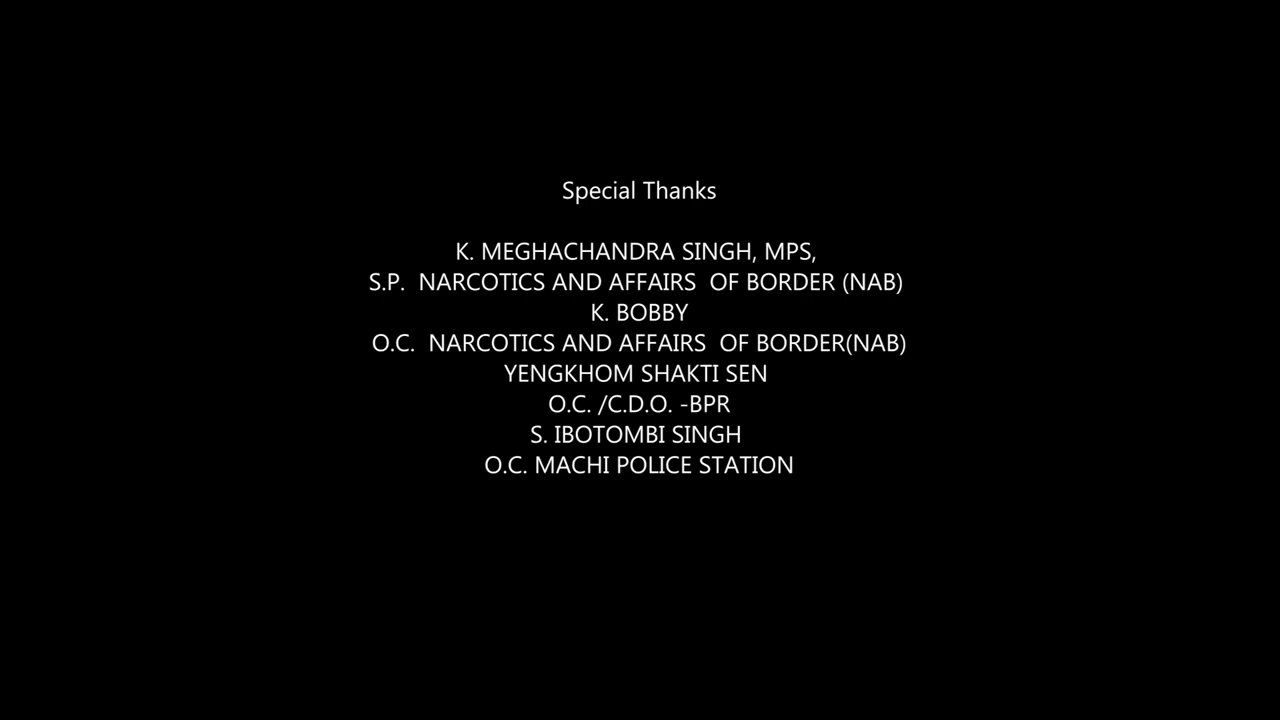 Special Thanks
K. MEGHACHANDRA SINGH, MPS,
S.P.  NARCOTICS AND AFFAIRS  OF BORDER (NAB)
K. BOBBY
O.C.  NARCOTICS AND AFFAIRS  OF BORDER(NAB)
YENGKHOM SHAKTI SEN
O.C. /C.D.O. -BPR
S. IBOTOMBI SINGH
O.C. MACHI POLICE STATION